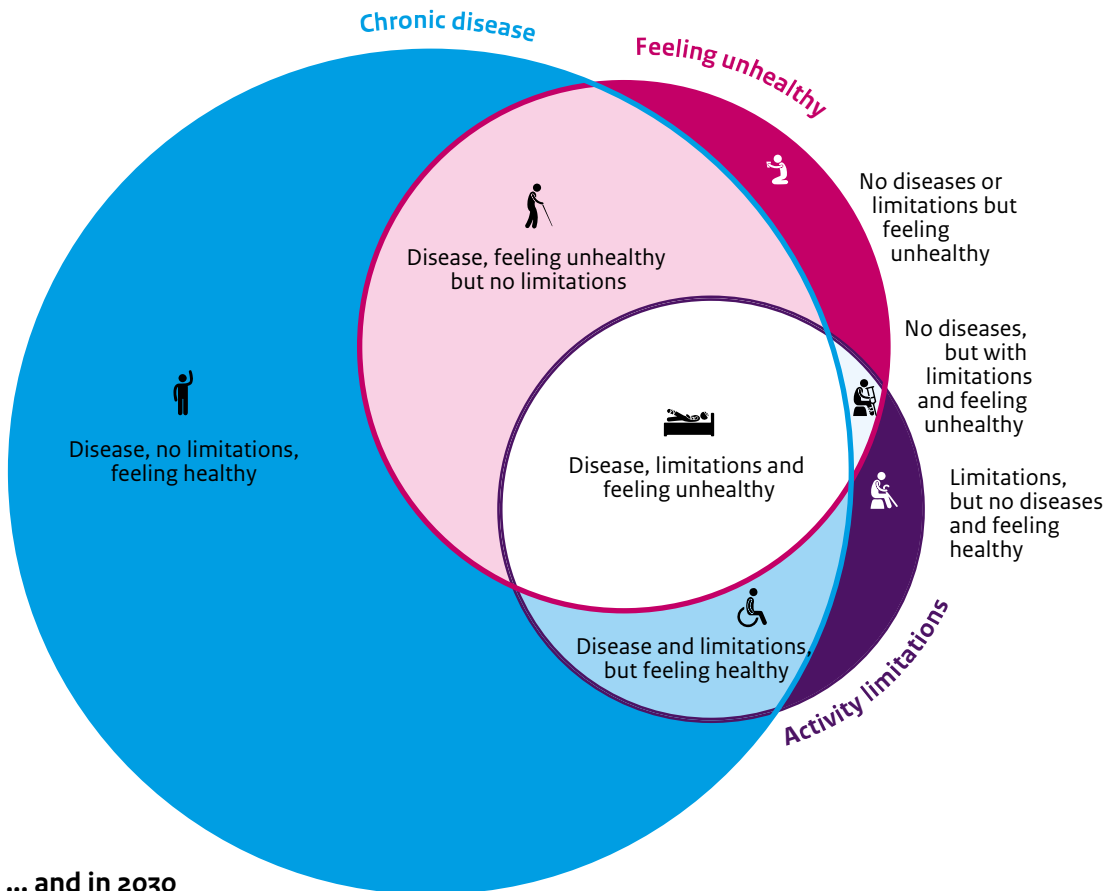 Chronic disease
Feeling unhealthy
No diseases or
limitations but
feeling
unhealthy
Disease, feeling unhealthy
but no limitations
No diseases,
but with
limitations
and feeling
unhealthy
Disease, no limitations,
feeling healthy
Disease, limitations and
feeling unhealthy
Limitations,
but no diseases
and feeling
healthy
Disease and limitations,
but feeling healthy
Activity limitations
... and in 2030